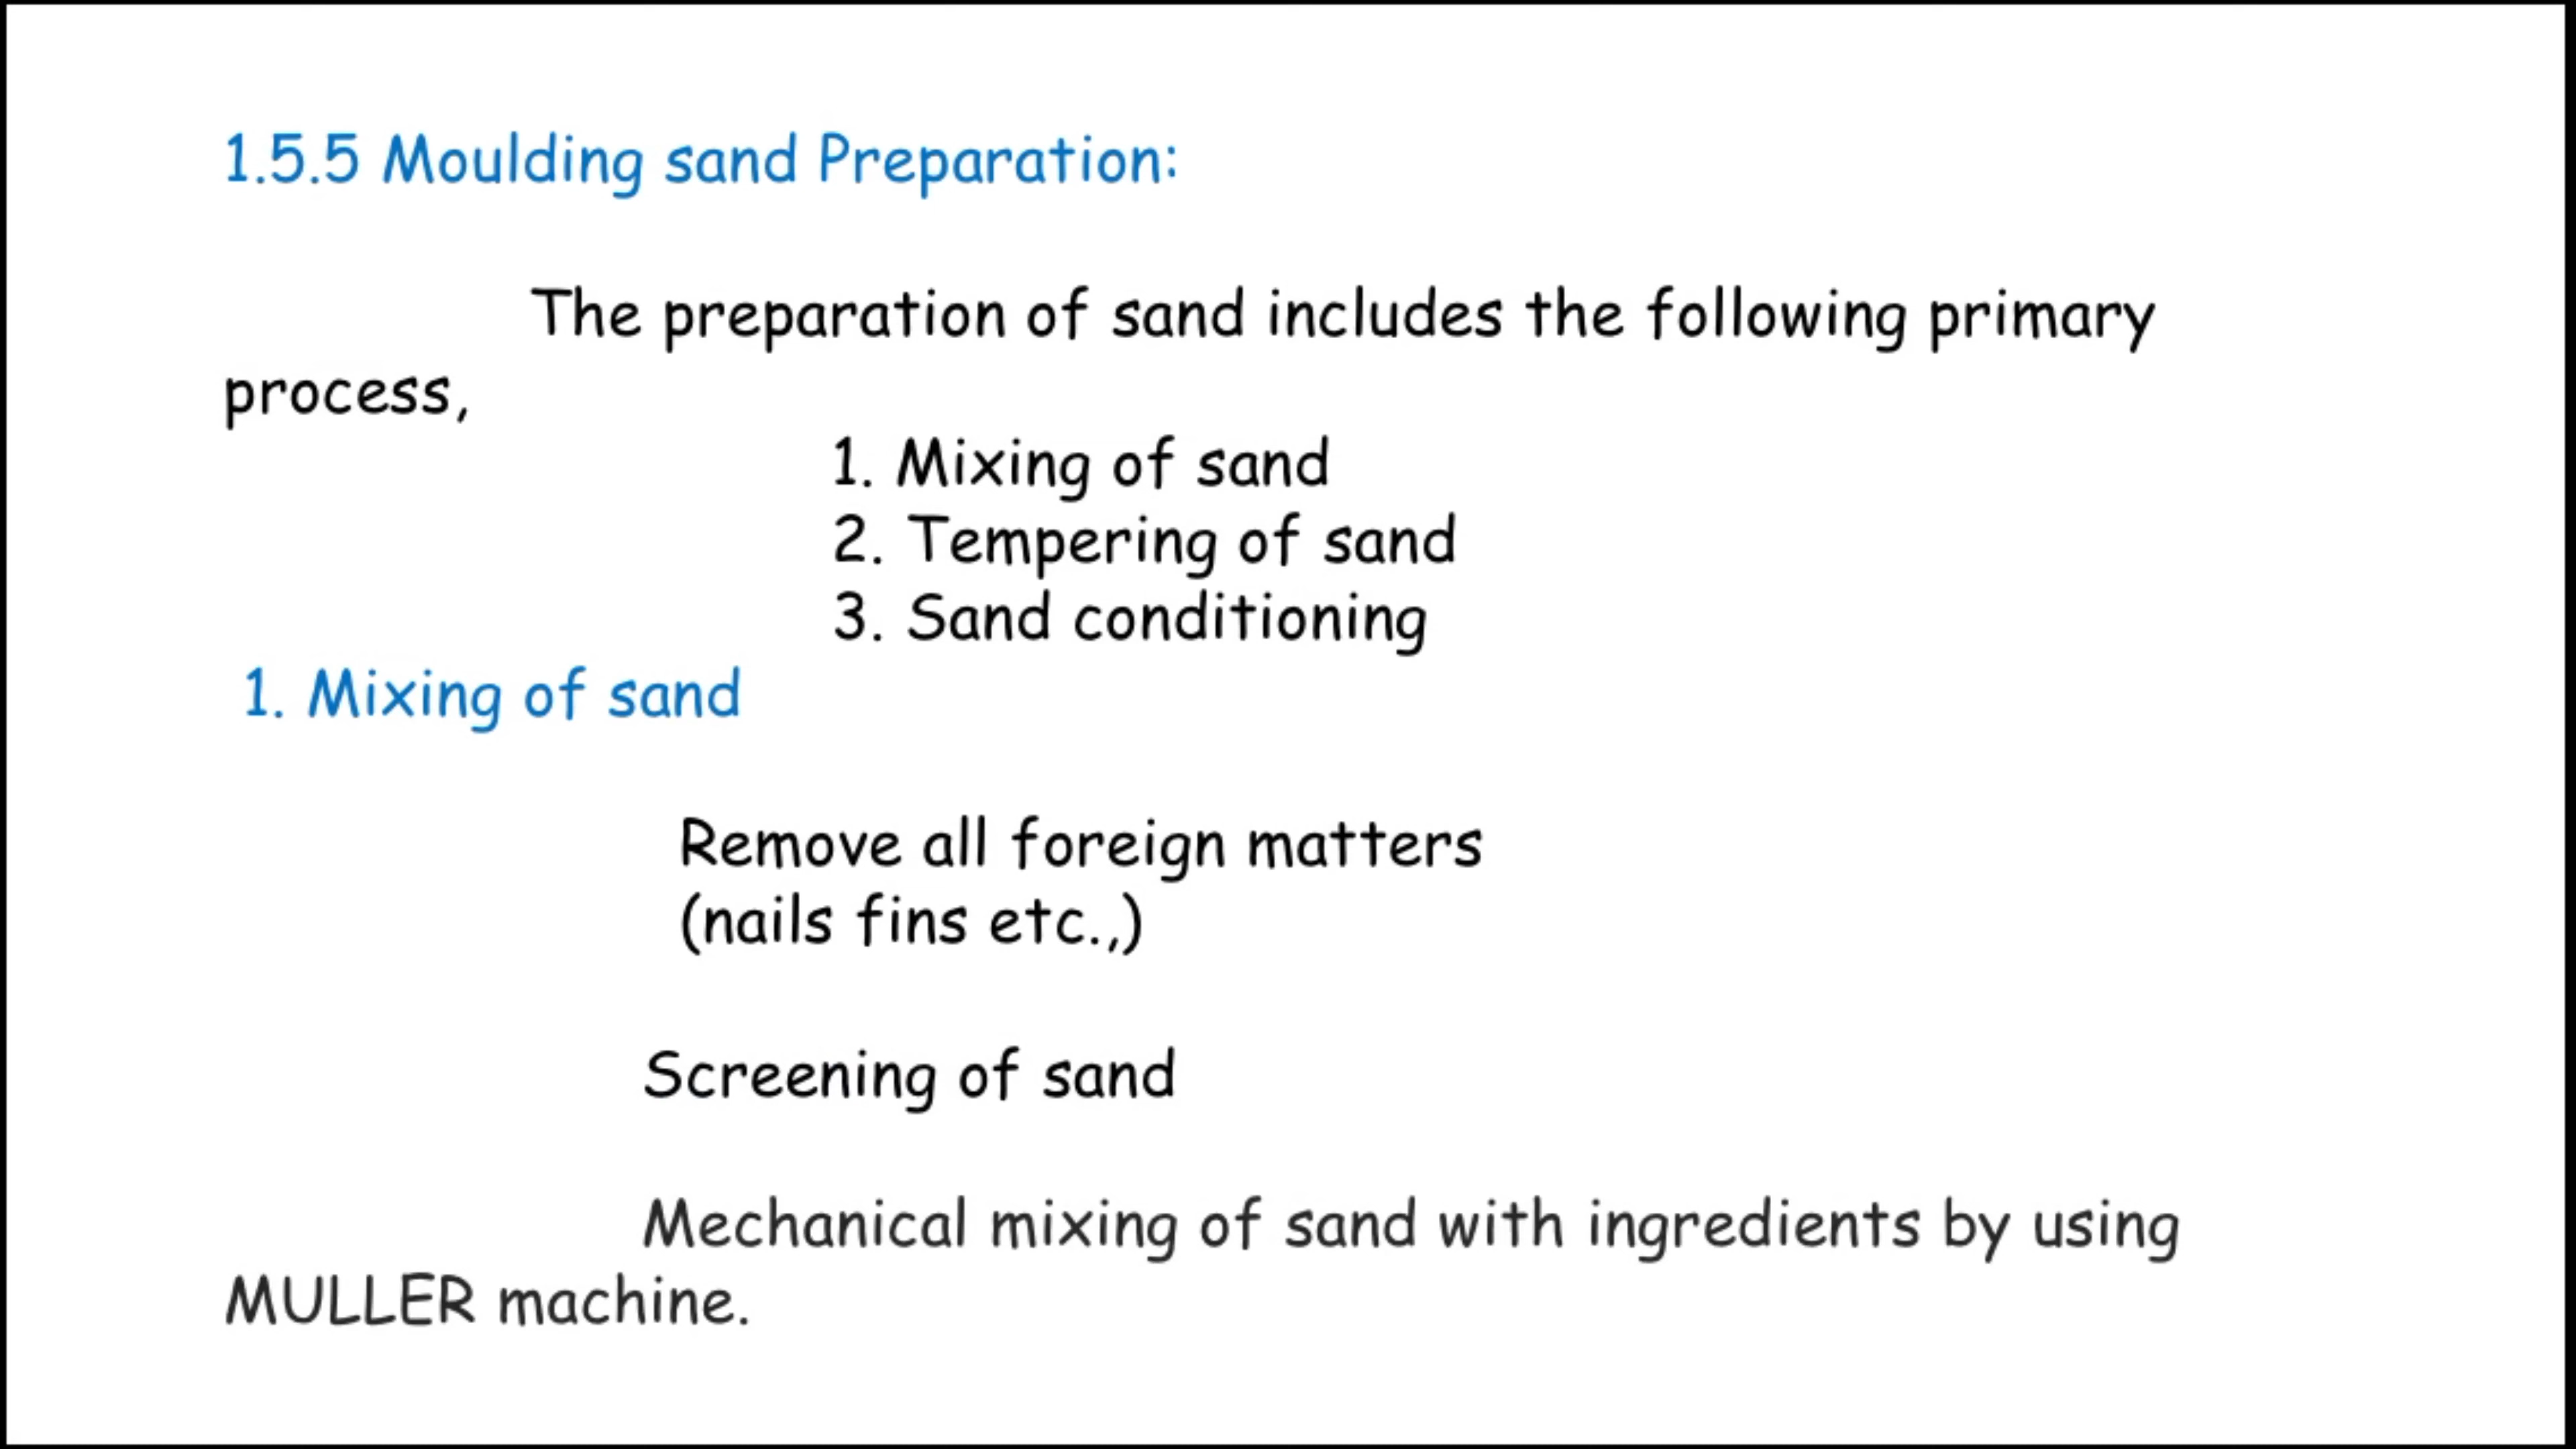 1.5.5 Moulding sand Preparation:
The preparation of sand includes the following primary
process,
1. Mixing of sand
2. Tempering of sand
3. Sand conditioning
1. Mixing of sand
Remove all foreign matters
(nails fins etc.,)
Screening of sand
Mechanical mixing of sand with ingredients by using
MULLER machine.